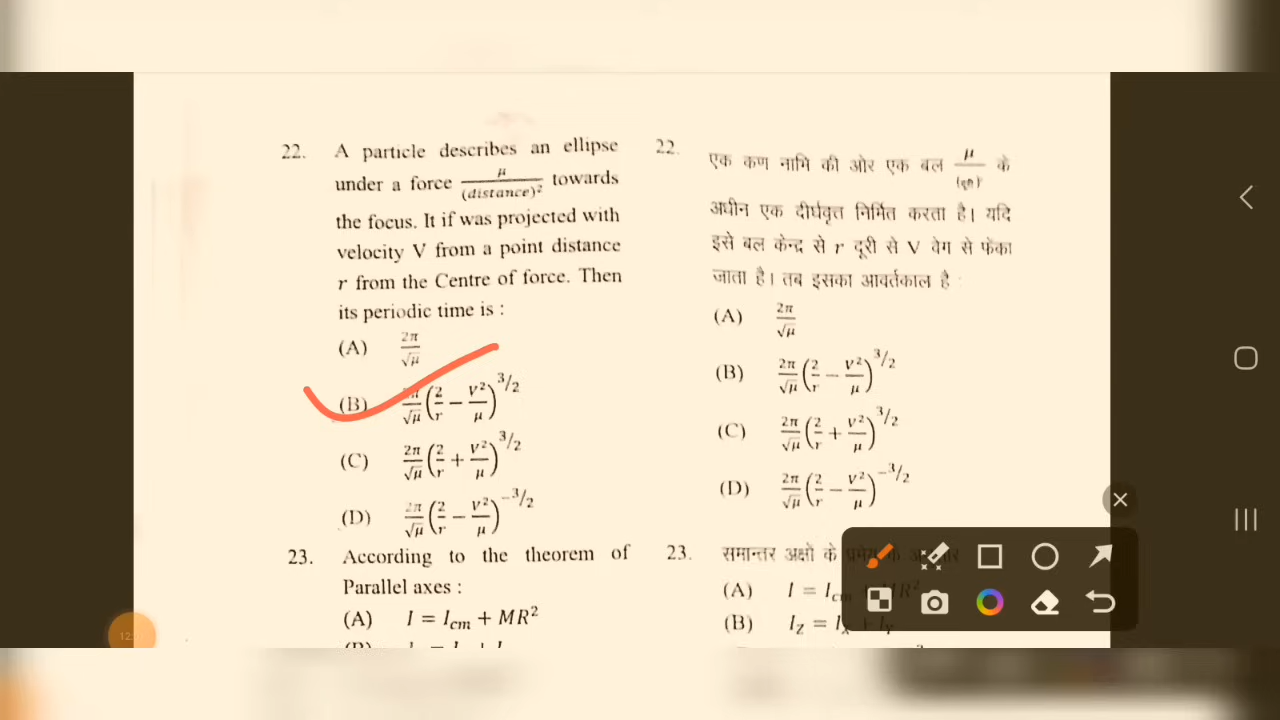 22. A particle describes an ellipse
under a force μ/(distance)² towards
the focus. It if was projected with
velocity V from a point distance
r from the Centre of force. Then
its periodic time is :
(A) 2π/√μ
(B) 2π/√μ (2/r − V²/μ)^3/2
(C) 2π/√μ (2/r + V²/μ)^3/2
(D) 2π/√μ (2/r − V²/μ)^−3/2
23. According to the theorem of
Parallel axes :
(A) I = Icm + MR²
22. एक कण नाभि की ओर एक बल μ/(दूरी)² के
अधीन एक दीर्घवृत्त निर्मित करता है। यदि
इसे बल केन्द्र से r दूरी से V वेग से फेंका
जाता है। तब इसका आवर्तकाल है :
(A) 2π/√μ
(B) 2π/√μ (2/r − V²/μ)^3/2
(C) 2π/√μ (2/r + V²/μ)^3/2
(D) 2π/√μ (2/r − V²/μ)^−3/2
23. समान्तर अक्षों के प्रमेय के अनुसार
(A) I = Icm + MR²
(B) IZ = IX + IY